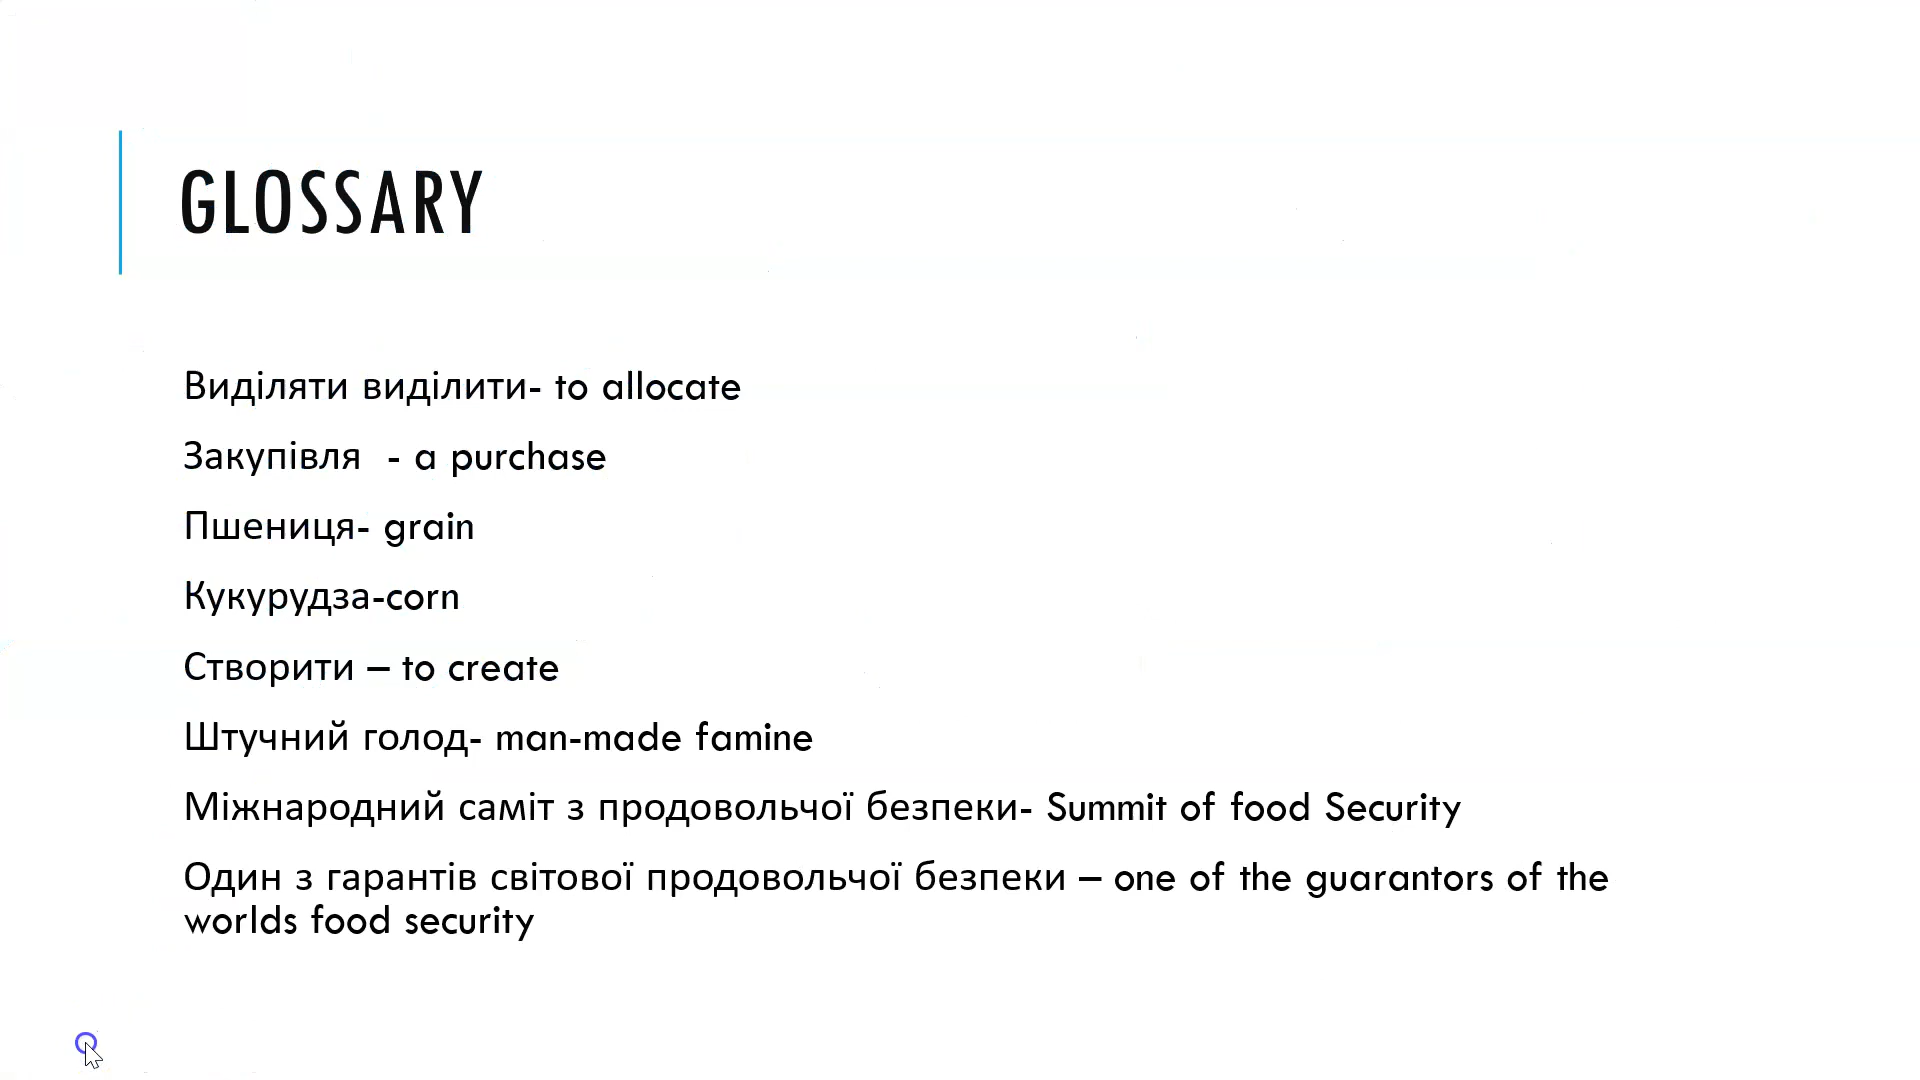 GLOSSARY
Виділяти виділити- to allocate
Закупівля  - a purchase
Пшениця- grain
Кукурудза-corn
Створити – to create
Штучний голод- man-made famine
Міжнародний саміт з продовольчої безпеки- Summit of food Security
Один з гарантів світової продовольчої безпеки – one of the guarantors of the
worlds food security